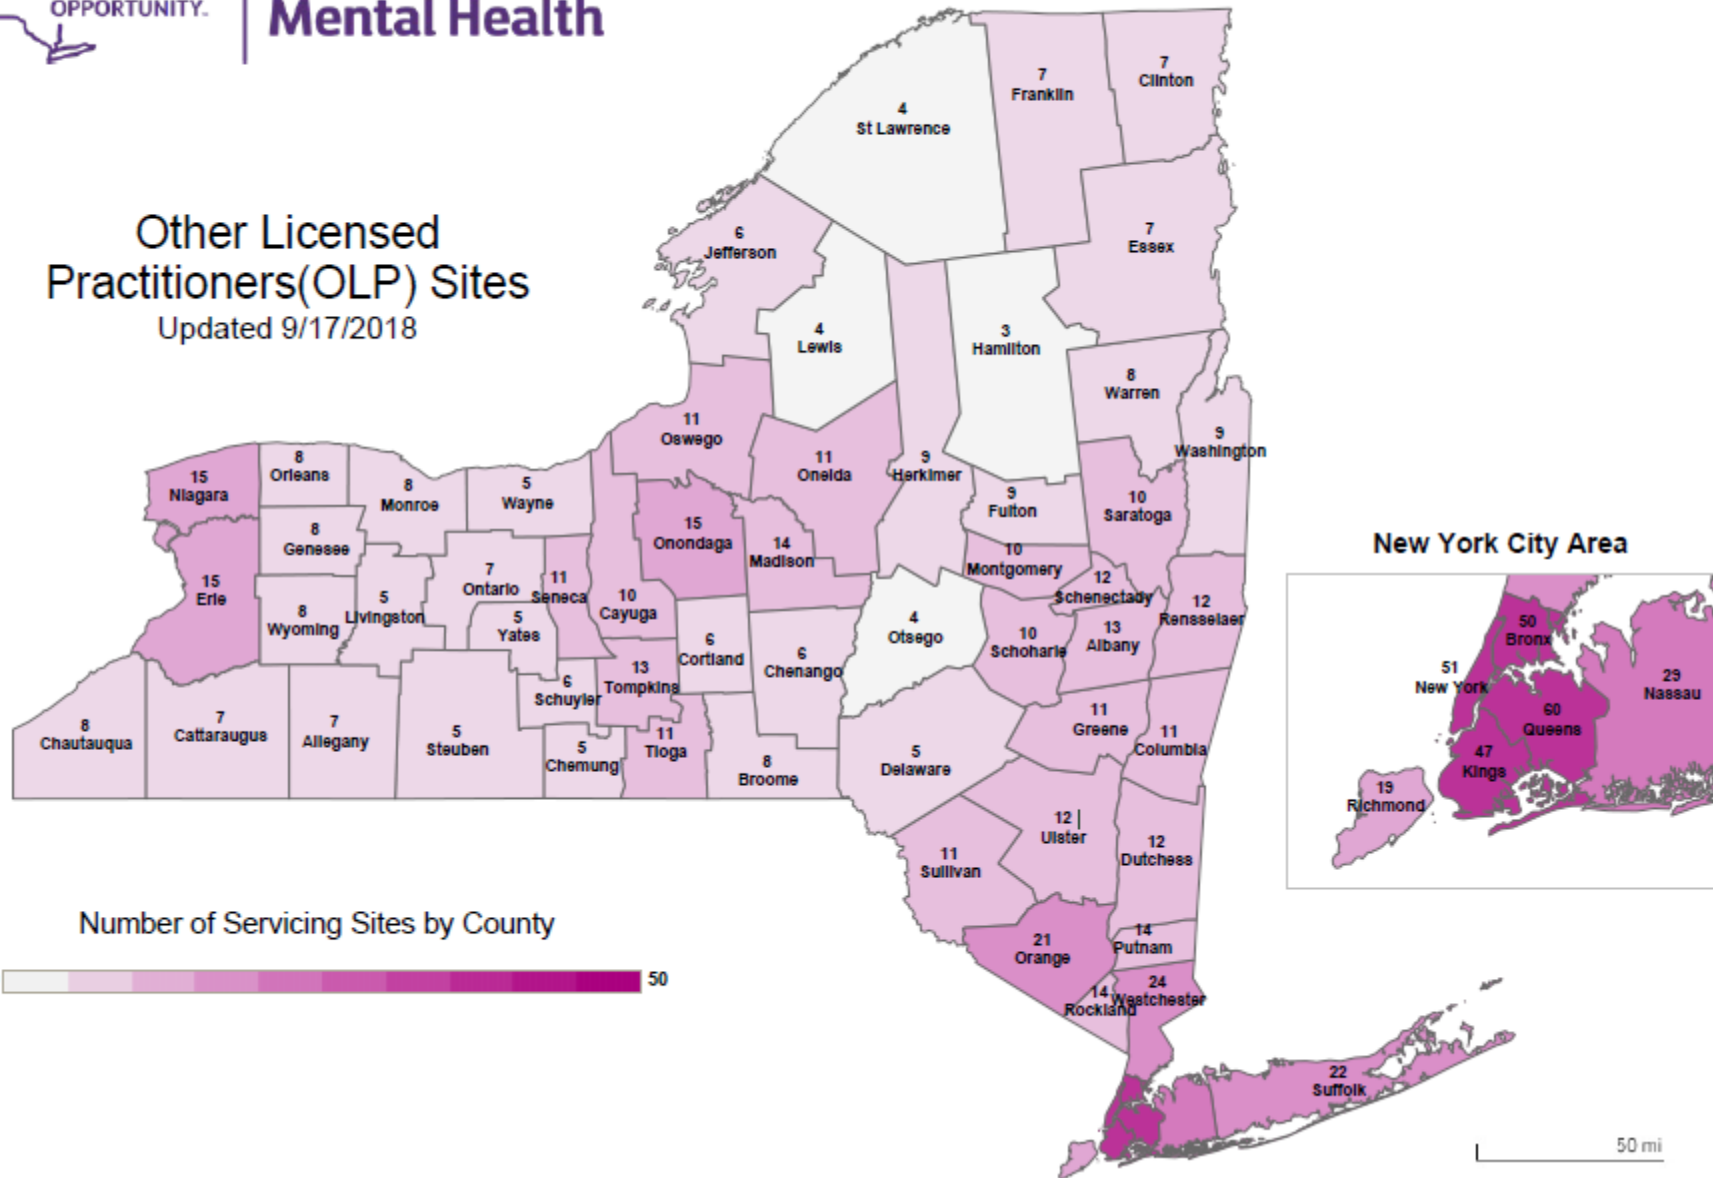 OPPORTUNITY.
Mental Health
Other Licensed
Practitioners(OLP) Sites
Updated 9/17/2018
7
Franklin
7
Clinton
4
St Lawrence
7
Essex
6
Jefferson
4
Lewis
3
Hamilton
8
Warren
9
Washington
11
Oswego
11
Oneida
9
Herkimer
9
Fulton
10
Saratoga
15
Niagara
8
Orleans
8
Monroe
5
Wayne
8
Genesee
15
Onondaga
14
Madison
10
Montgomery
12
Schenectady
15
Erie
8
Wyoming
5
Livingston
7
Ontario
11
Seneca
5
Yates
10
Cayuga
6
Cortland
6
Chenango
4
Otsego
10
Schoharie
13
Albany
12
Rensselaer
8
Chautauqua
7
Cattaraugus
7
Allegany
5
Steuben
6
Schuyler
13
Tompkins
5
Chemung
11
Tioga
8
Broome
5
Delaware
11
Greene
11
Columbia
12
Ulster
12
Dutchess
11
Sullivan
21
Orange
14
Putnam
14
Rockland
24
Westchester
22
Suffolk
New York City Area
50
Bronx
51
New York
29
Nassau
60
Queens
47
Kings
19
Richmond
Number of Servicing Sites by County
50
50 mi